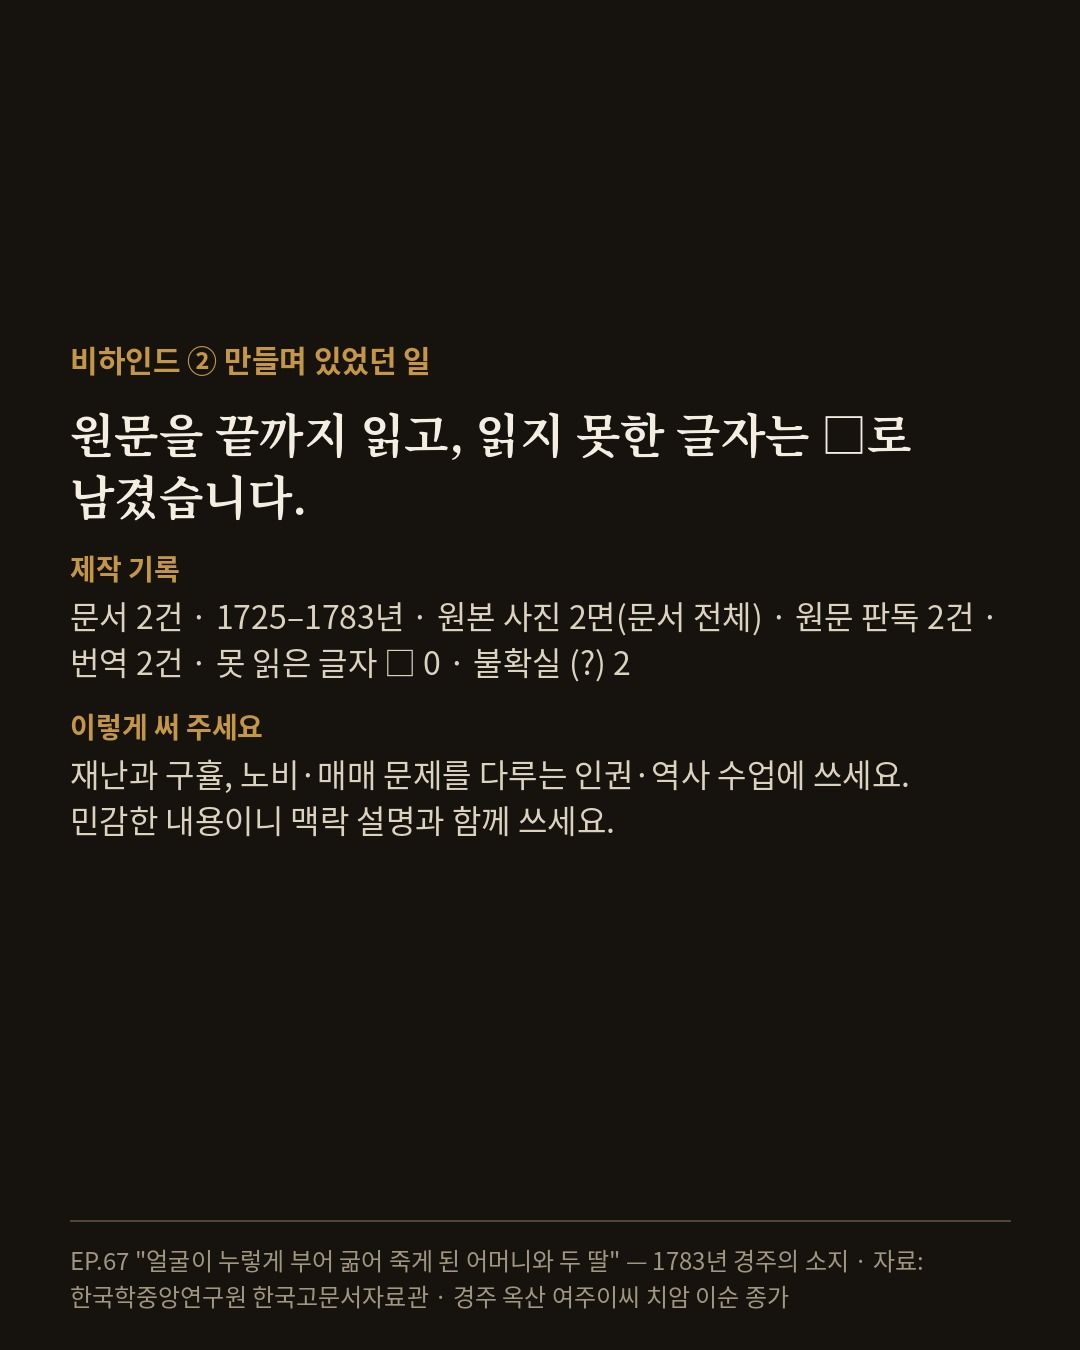 비하인드 ② 만들며 있었던 일
원문을 끝까지 읽고, 읽지 못한 글자는 □로
남겼습니다.
제작 기록
문서 2건 · 1725–1783년 · 원본 사진 2면(문서 전체) · 원문 판독 2건 ·
번역 2건 · 못 읽은 글자 □ 0 · 불확실 (?) 2
이렇게 써 주세요
재난과 구휼, 노비·매매 문제를 다루는 인권·역사 수업에 쓰세요.
민감한 내용이니 맥락 설명과 함께 쓰세요.
EP.67 "얼굴이 누렇게 부어 굶어 죽게 된 어머니와 두 딸" — 1783년 경주의 소지 · 자료:
한국학중앙연구원 한국고문서자료관 · 경주 옥산 여주이씨 치암 이순 종가